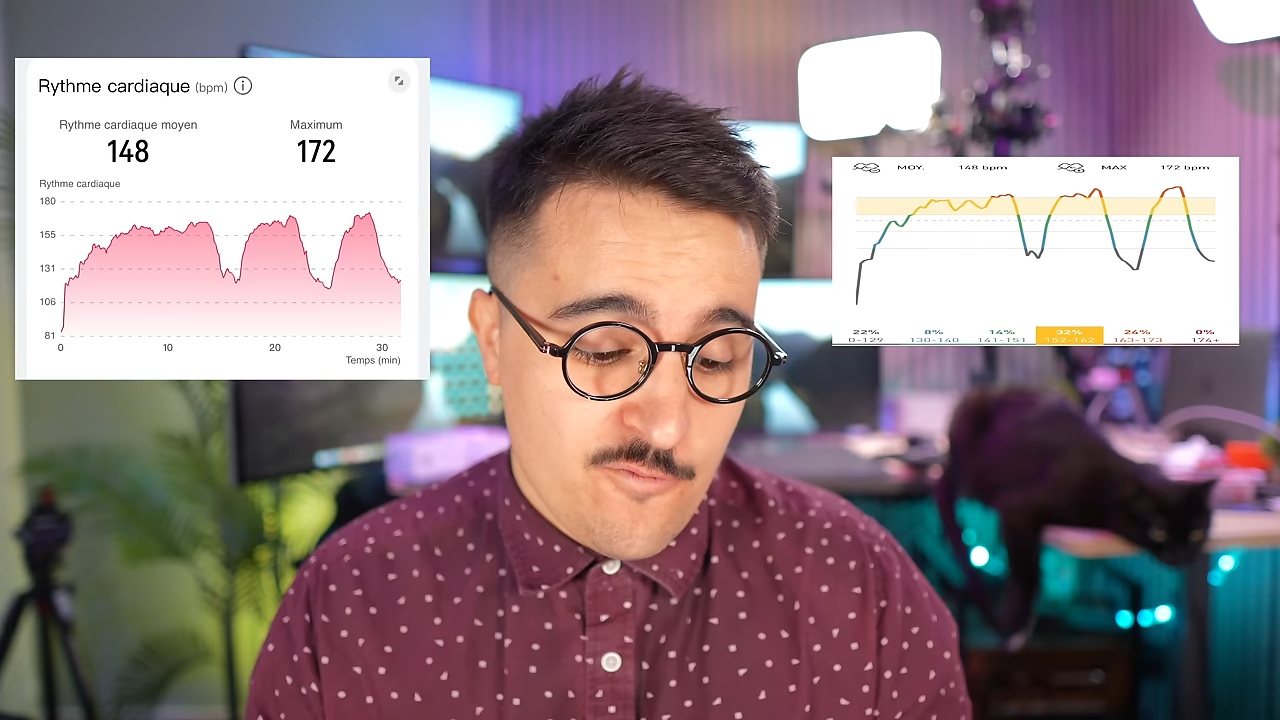 Rythme cardiaque (bpm)
Rythme cardiaque moyen
148
Maximum
172
Rythme cardiaque
180
155
131
106
81
0
10
20
30
Temps (min)
MOY. 148 bpm MAX 172 bpm
22% 8% 14% 32% 24% 0%
0-129 130-140 141-151 152-162 163-173 174+